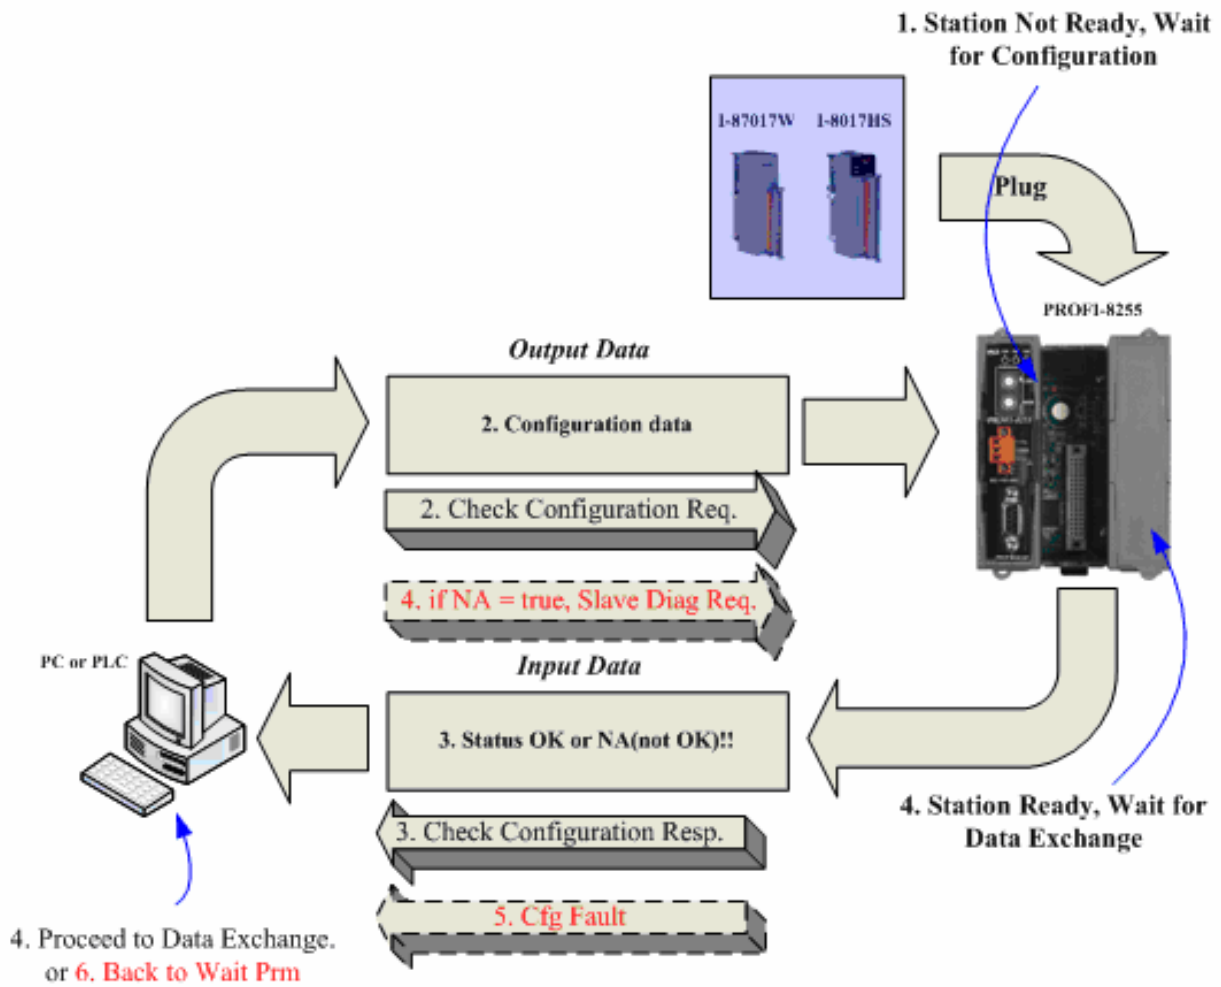 1. Station Not Ready, Wait
for Configuration
I-87017W
I-8017HS
Plug
PROFI-8255
Output Data
2. Configuration data
2. Check Configuration Req.
4. if NA = true, Slave Diag Req.
PC or PLC
Input Data
3. Status OK or NA(not OK)!!
3. Check Configuration Resp.
5. Cfg Fault
4. Station Ready, Wait for
Data Exchange
4. Proceed to Data Exchange.
or 6. Back to Wait Prm